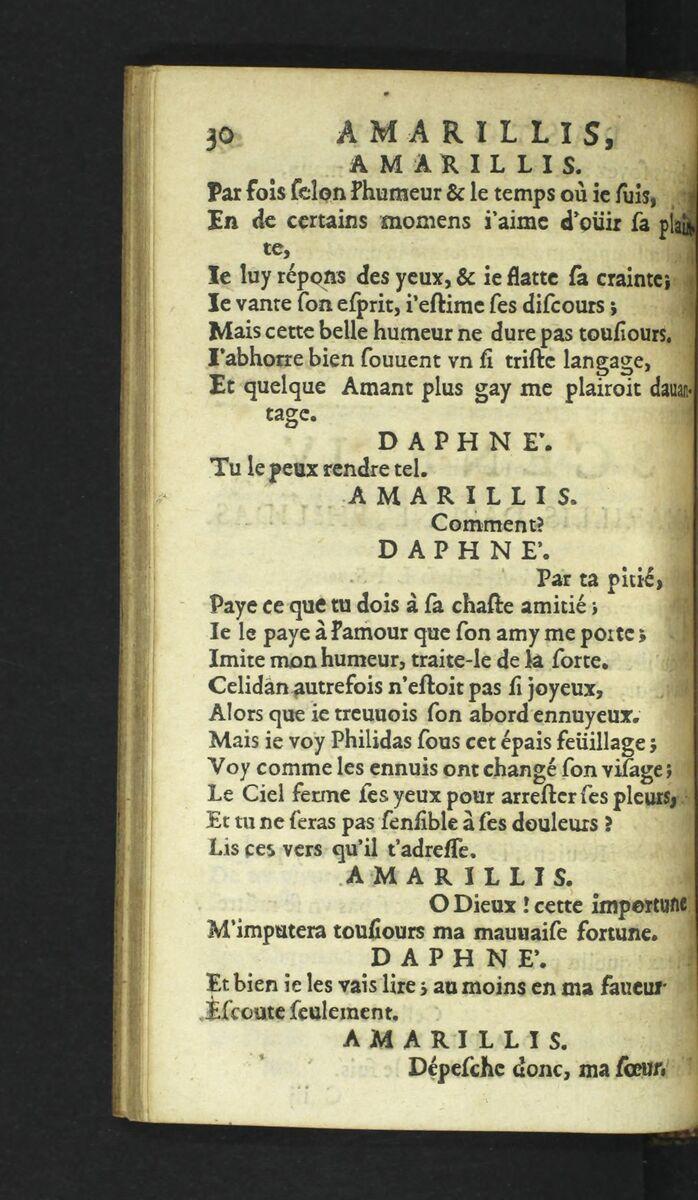 30 AMARILLIS,
AMARILLIS.
Par fois ſelon l'humeur & le temps où ie ſuis,
En de certains momens i'aime d'oüir ſa plain-
te,
Ie luy répons des yeux, & ie flatte ſa crainte;
Ie vante ſon eſprit, i'eſtime ſes diſcours;
Mais cette belle humeur ne dure pas touſiours.
I'abhorre bien ſouuent vn ſi triſte langage,
Et quelque Amant plus gay me plairoit dauan-
tage.
DAPHNE'.
Tu le peux rendre tel.
AMARILLIS.
Comment?
DAPHNE'.
Par ta pitié,
Paye ce que tu dois à ſa chaſte amitié;
Ie le paye à l'amour que ſon amy me porte;
Imite mon humeur, traite-le de la ſorte.
Celidan autrefois n'eſtoit pas ſi joyeux,
Alors que ie treuuois ſon abord ennuyeux.
Mais ie voy Philidas ſous cet épais feüillage;
Voy comme les ennuis ont changé ſon viſage;
Le Ciel ferme ſes yeux pour arreſter ſes pleurs,
Et tu ne ſeras pas ſenſible à ſes douleurs?
Lis ces vers qu'il t'adreſſe.
AMARILLIS.
O Dieux! cette importune
M'imputera touſiours ma mauuaiſe fortune.
DAPHNE'.
Et bien ie les vais lire; au moins en ma faueur
Eſcoute ſeulement.
AMARILLIS.
Dépeſche donc, ma ſœur.